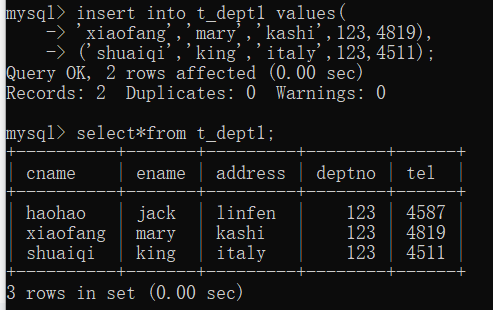 mysql> insert into t_dept1 values(
    -> 'xiaofang','mary','kashi',123,4819),
    -> ('shuaiqi','king','italy',123,4511);
Query OK, 2 rows affected (0.00 sec)
Records: 2  Duplicates: 0  Warnings: 0

mysql> select*from t_dept1;
+----------+-------+---------+--------+------+
| cname    | ename | address | deptno | tel  |
+----------+-------+---------+--------+------+
| haohao   | jack  | linfen  |    123 | 4587 |
| xiaofang | mary  | kashi   |    123 | 4819 |
| shuaiqi  | king  | italy   |    123 | 4511 |
+----------+-------+---------+--------+------+
3 rows in set (0.00 sec)